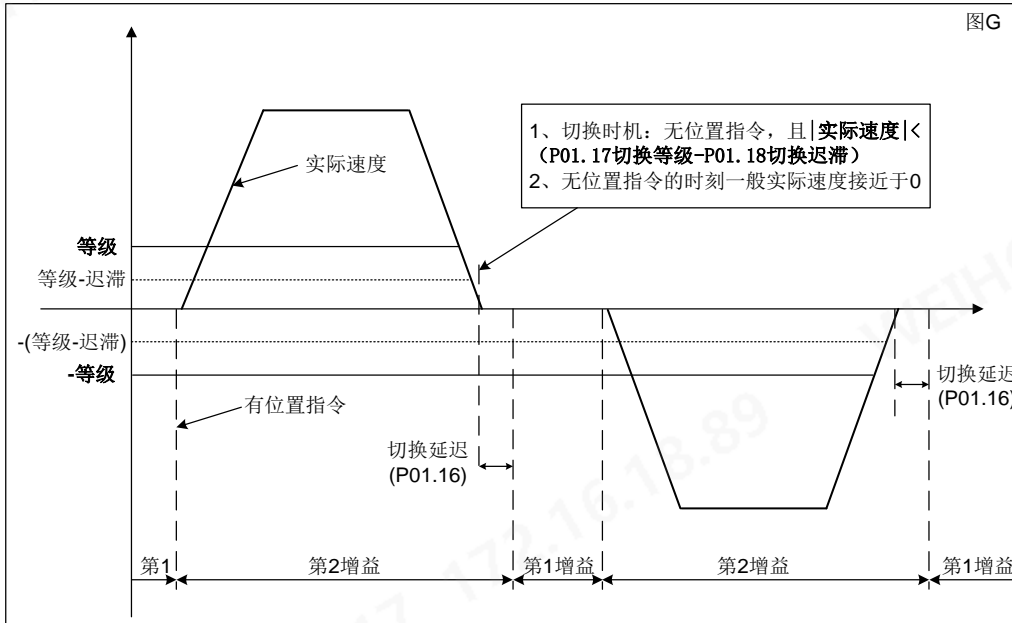 图G
1、切换时机：无位置指令，且|实际速度|<
（P01.17切换等级-P01.18切换迟滞）
2、无位置指令的时刻一般实际速度接近于0
实际速度
等级
等级-迟滞
-(等级-迟滞)
-等级
有位置指令
切换延迟
(P01.16)
切换延迟
(P01.16)
第1
第2增益
第1增益
第2增益
第1增益
172.16.18.89